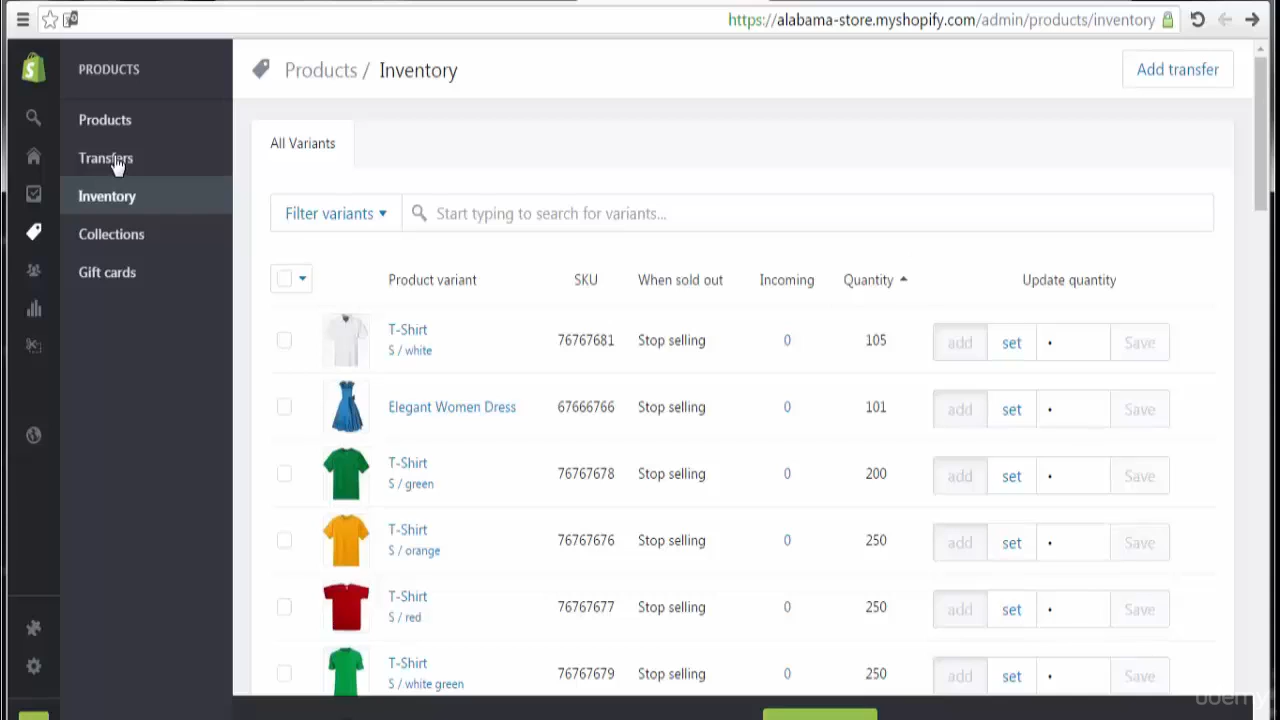 https://alabama-store.myshopify.com/admin/products/inventory
PRODUCTS
Products / Inventory
Add transfer
Products
Transfers
Inventory
Collections
Gift cards
All Variants
Filter variants
Start typing to search for variants...
Product variant SKU When sold out Incoming Quantity Update quantity
T-Shirt
S / white
76767681 Stop selling 0 105 add set Save
Elegant Women Dress 67666766 Stop selling 0 101 add set Save
T-Shirt
S / green
76767678 Stop selling 0 200 add set Save
T-Shirt
S / orange
76767676 Stop selling 0 250 add set Save
T-Shirt
S / red
76767677 Stop selling 0 250 add set Save
T-Shirt
S / white green
76767679 Stop selling 0 250 add set Save
udemy